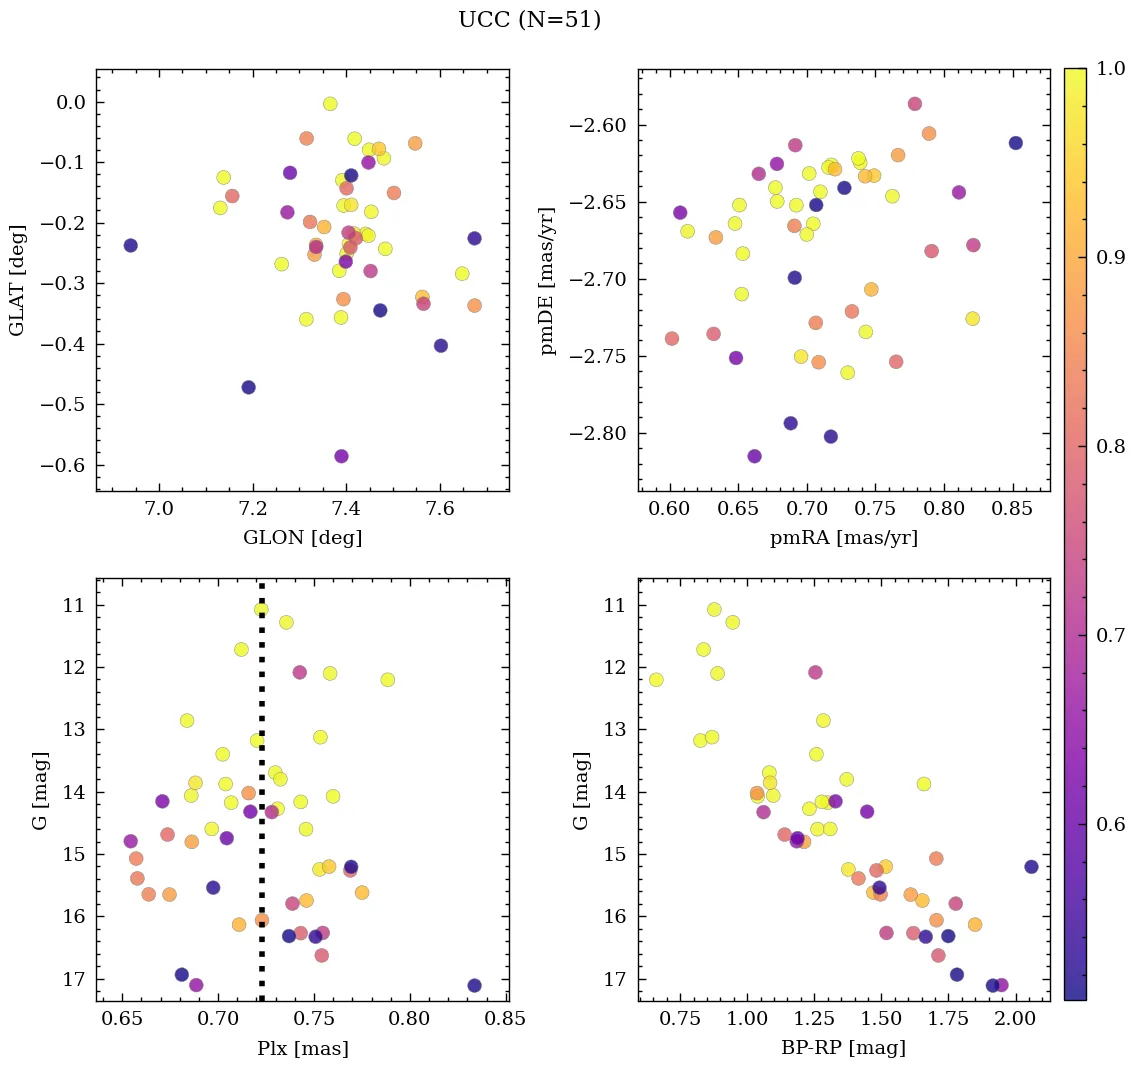 UCC (N=51)
0.0
−0.1
−0.2
−0.3
−0.4
−0.5
−0.6
GLAT [deg]
7.0 7.2 7.4 7.6
GLON [deg]
−2.60
−2.65
−2.70
−2.75
−2.80
pmDE [mas/yr]
0.60 0.65 0.70 0.75 0.80 0.85
pmRA [mas/yr]
11
12
13
14
15
16
17
G [mag]
0.65 0.70 0.75 0.80 0.85
Plx [mas]
11
12
13
14
15
16
17
G [mag]
0.75 1.00 1.25 1.50 1.75 2.00
BP-RP [mag]
1.0
0.9
0.8
0.7
0.6